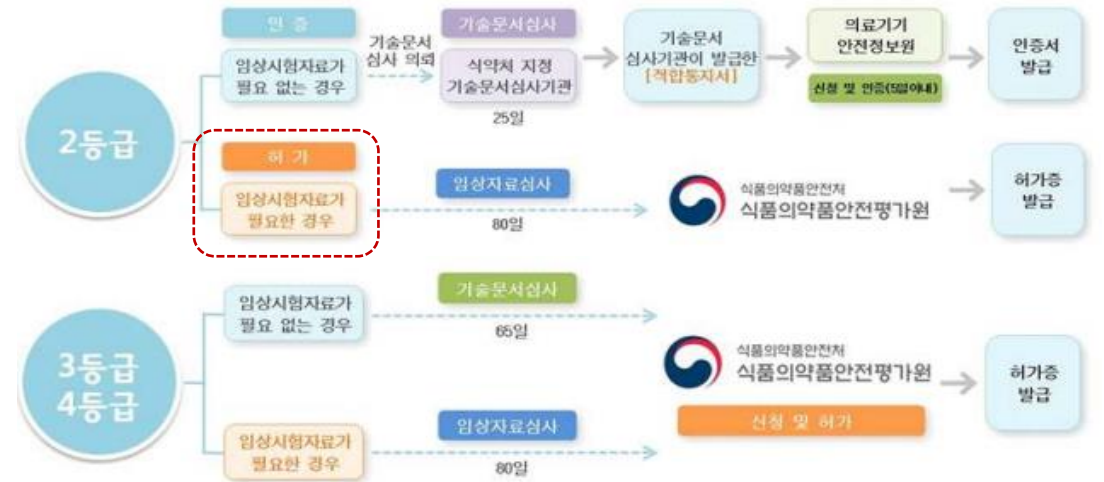 2등급
인 증
임상시험자료가
필요 없는 경우
기술문서
심사 의뢰
기술문서심사
식약처 지정
기술문서심사기관
25일
기술문서
심사기관이 발급한
[적합통지서]
의료기기
안전정보원
신청 및 인증(5일이내)
인증서
발급
허 가
임상시험자료가
필요한 경우
임상자료심사
80일
식품의약품안전처
식품의약품안전평가원
허가증
발급
3등급
4등급
임상시험자료가
필요 없는 경우
기술문서심사
65일
임상시험자료가
필요한 경우
임상자료심사
80일
식품의약품안전처
식품의약품안전평가원
신청 및 허가
허가증
발급